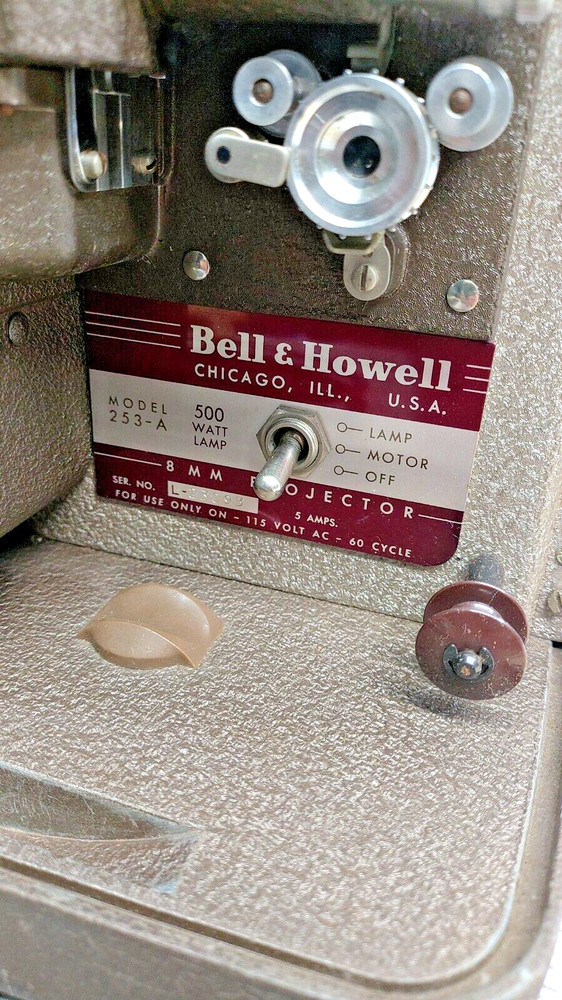 Bell & Howell
CHICAGO, ILL., U.S.A.
MODEL 253-A
500 WATT LAMP
LAMP
MOTOR
OFF
8 MM OJECTOR
SER. NO. L-
5 AMPS.
FOR USE ONLY ON - 115 VOLT AC - 60 CYCLE